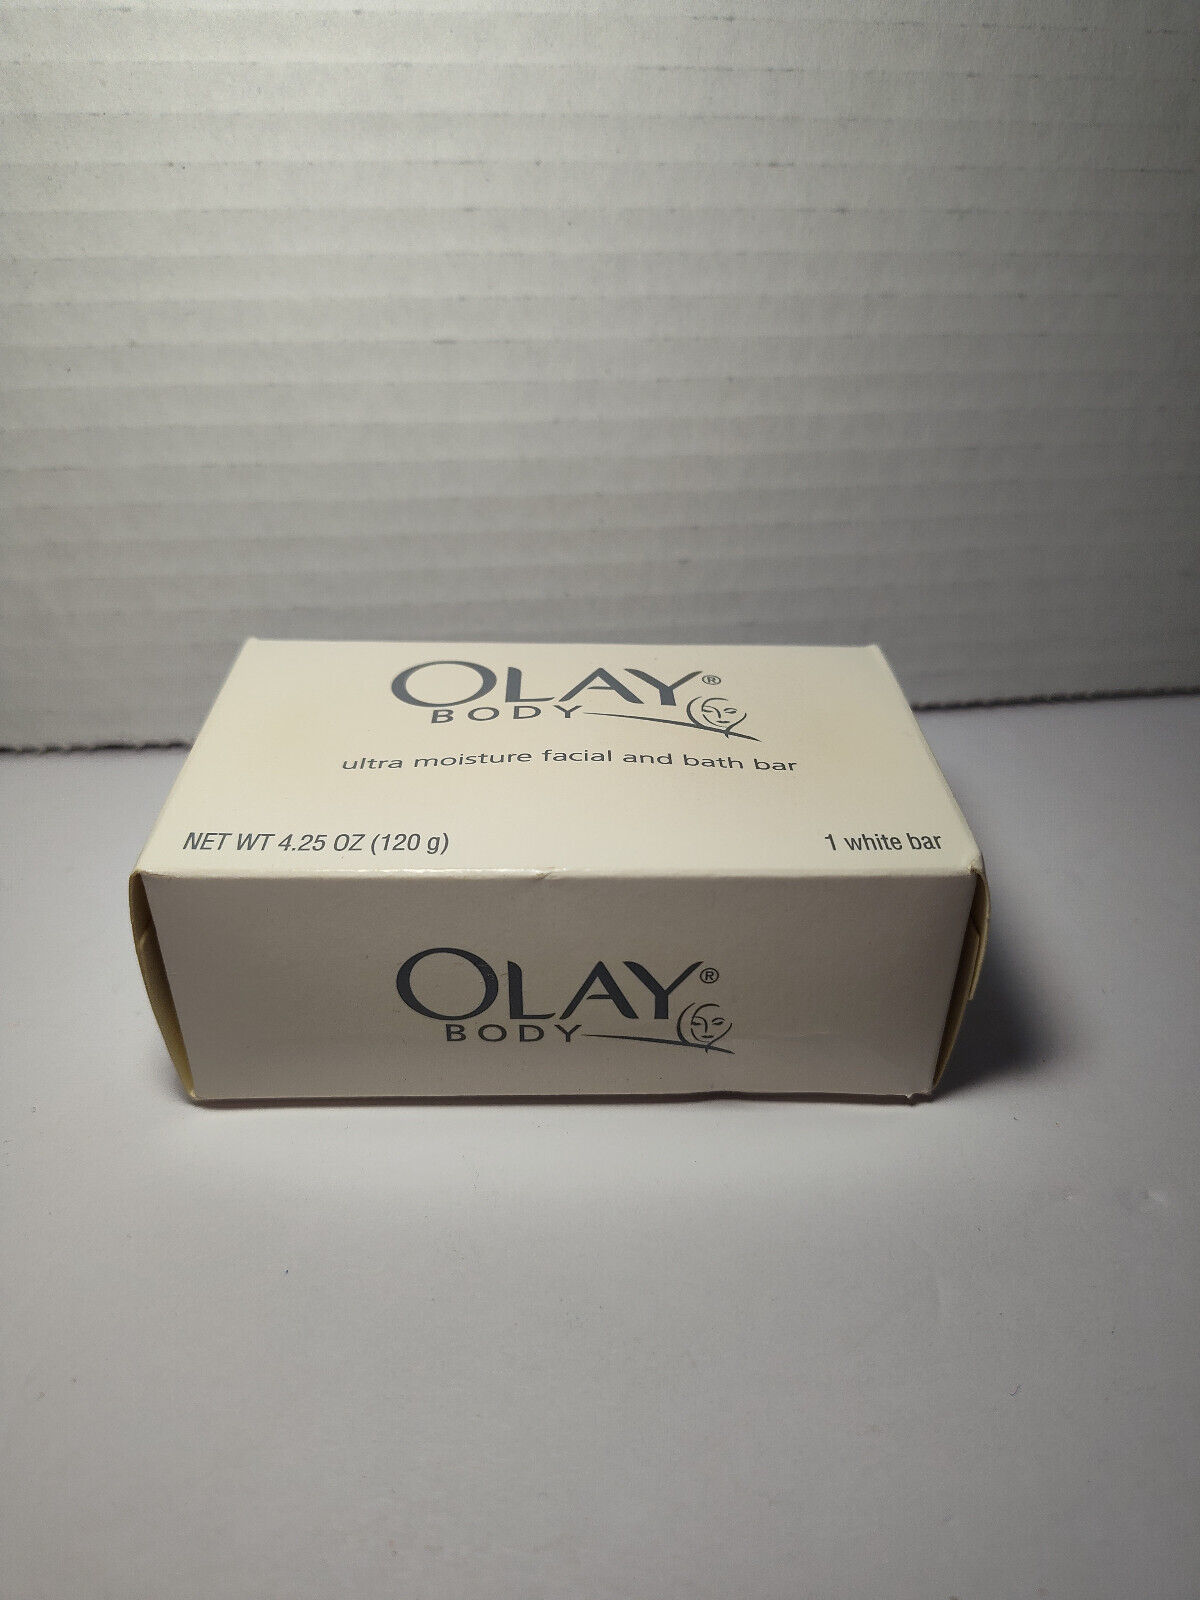 OLAY®
BODY
ultra moisture facial and bath bar
NET WT 4.25 OZ (120 g)
1 white bar
OLAY®
BODY